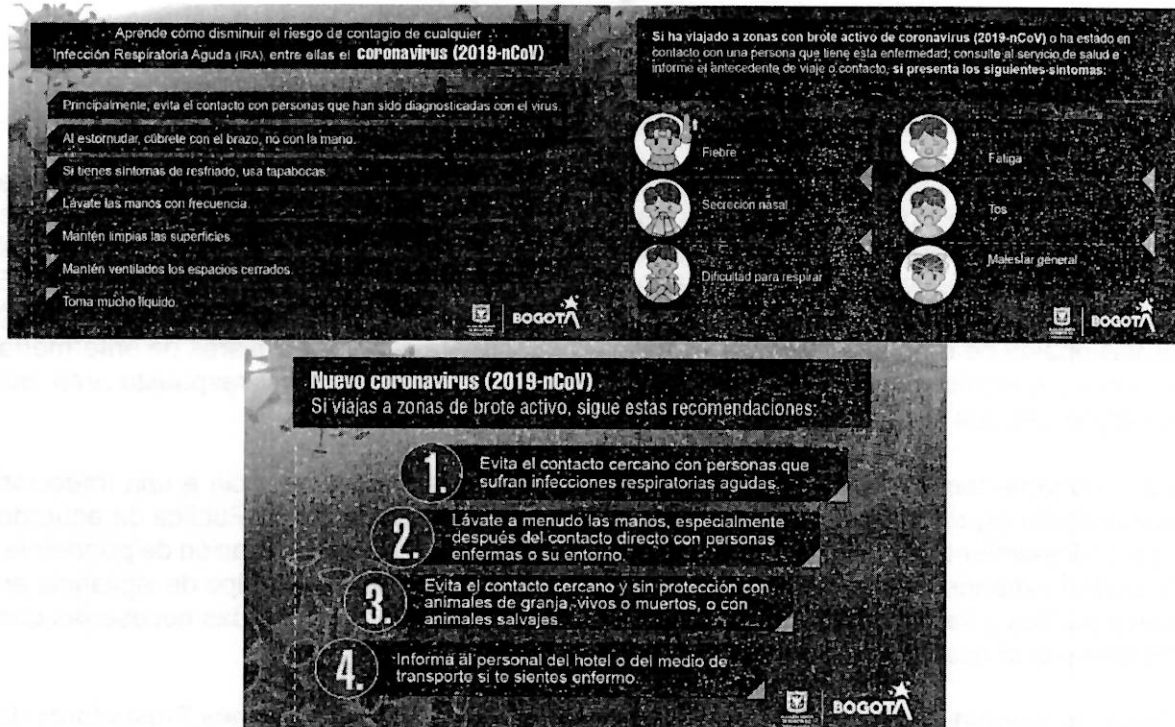 Aprende cómo disminuir el riesgo de contagio de cualquier
Infección Respiratoria Aguda (IRA), entre ellas el coronavirus (2019-nCoV)
Principalmente, evita el contacto con personas que han sido diagnosticadas con el virus.
Al estornudar, cúbrete con el brazo, no con la mano.
Si tienes síntomas de resfriado, usa tapabocas.
Lávate las manos con frecuencia.
Mantén limpias las superficies.
Mantén ventilados los espacios cerrados.
Toma mucho líquido.
BOGOTÁ
Si ha viajado a zonas con brote activo de coronavirus (2019-nCoV) o ha estado en
contacto con una persona que tiene esta enfermedad; consulte al servicio de salud e
informe el antecedente de viaje o contacto, si presenta los siguientes síntomas:
Fiebre
Secreción nasal
Dificultad para respirar
Fatiga
Tos
Malestar general
BOGOTÁ
Nuevo coronavirus (2019-nCoV)
Si viajas a zonas de brote activo, sigue estas recomendaciones:
1. Evita el contacto cercano con personas que
sufran infecciones respiratorias agudas.
2. Lávate a menudo las manos, especialmente
después del contacto directo con personas
enfermas o su entorno.
3. Evita el contacto cercano y sin protección con
animales de granja, vivos o muertos, o con
animales salvajes.
4. Informa al personal del hotel o del medio de
transporte si te sientes enfermo.
BOGOTÁ